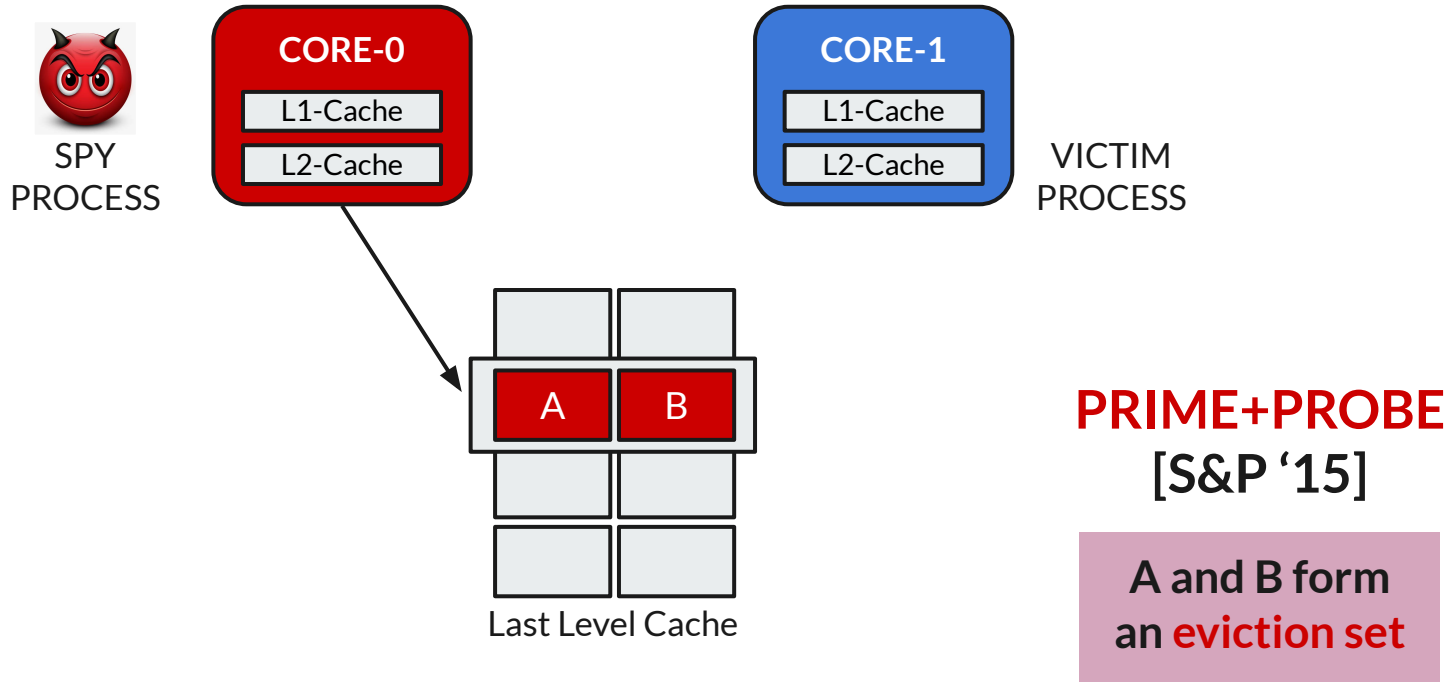 CORE-0
L1-Cache
L2-Cache
SPY
PROCESS
CORE-1
L1-Cache
L2-Cache
VICTIM
PROCESS
A
B
Last Level Cache
PRIME+PROBE
[S&P ‘15]
A and B form
an eviction set